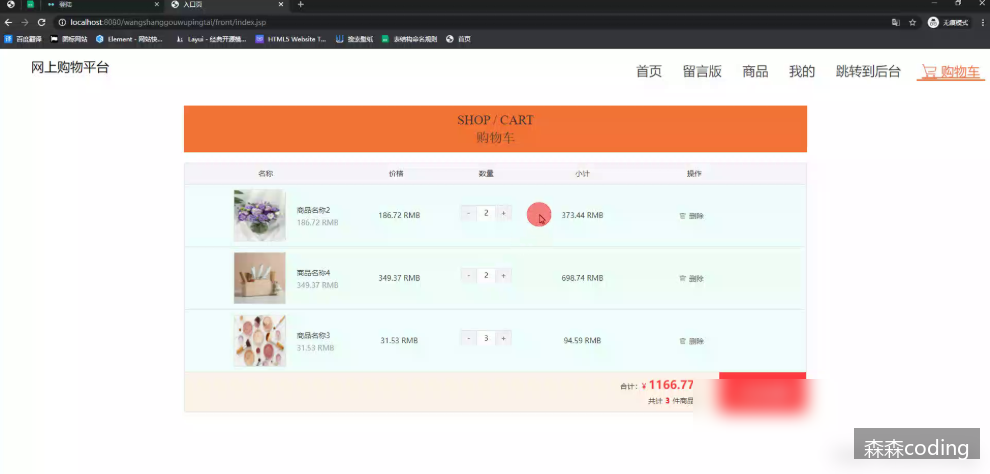 登陆
入口页
localhost:8080/wangshanggouwupingtai/front/index.jsp
无痕模式
百度翻译
图标网站
Element - 网站快...
Layui - 经典开源模...
HTML5 Website T...
搜索壁纸
表结构命名规则
首页
网上购物平台
首页 留言版 商品 我的 跳转到后台 购物车
SHOP / CART
购物车
名称 价格 数量 小计 操作
商品名称2
186.72 RMB
186.72 RMB - 2 + 373.44 RMB 删除
商品名称4
349.37 RMB
349.37 RMB - 2 + 698.74 RMB 删除
商品名称3
31.53 RMB
31.53 RMB - 3 + 94.59 RMB 删除
合计: ¥ 1166.77
共计 3 件商品
森森coding